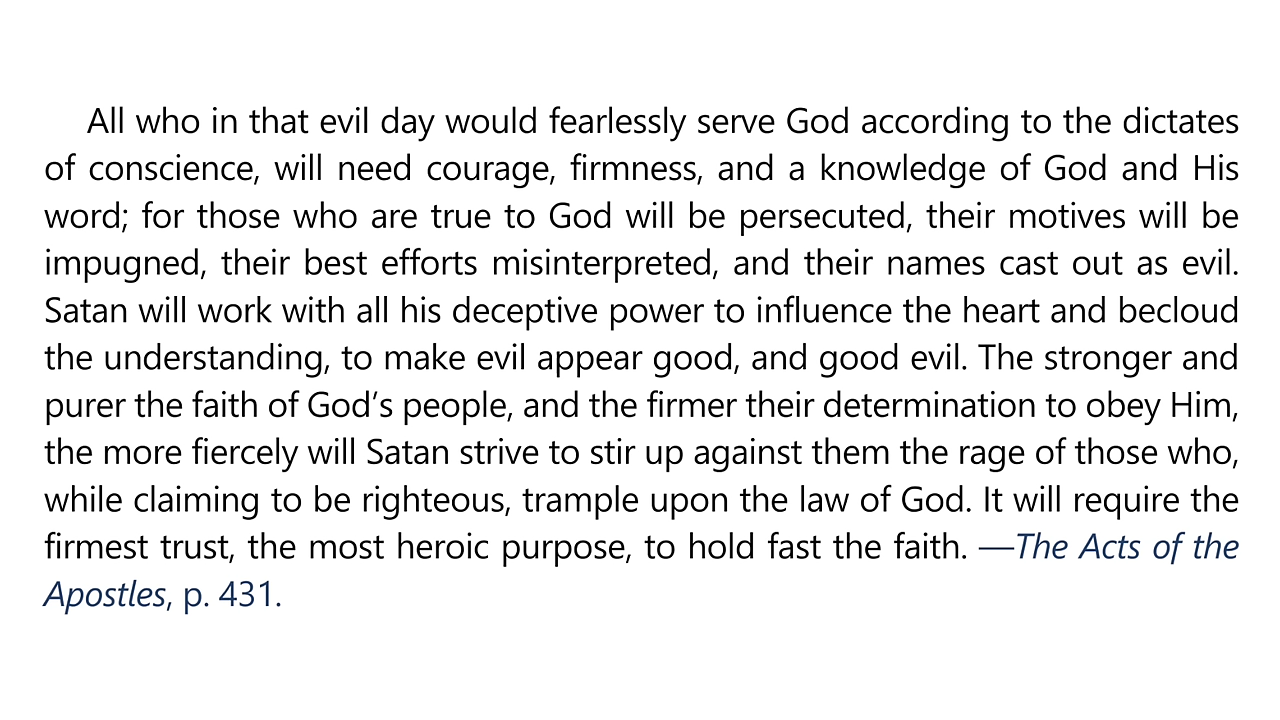 All who in that evil day would fearlessly serve God according to the dictates
of conscience, will need courage, firmness, and a knowledge of God and His
word; for those who are true to God will be persecuted, their motives will be
impugned, their best efforts misinterpreted, and their names cast out as evil.
Satan will work with all his deceptive power to influence the heart and becloud
the understanding, to make evil appear good, and good evil. The stronger and
purer the faith of God’s people, and the firmer their determination to obey Him,
the more fiercely will Satan strive to stir up against them the rage of those who,
while claiming to be righteous, trample upon the law of God. It will require the
firmest trust, the most heroic purpose, to hold fast the faith. —The Acts of the
Apostles, p. 431.